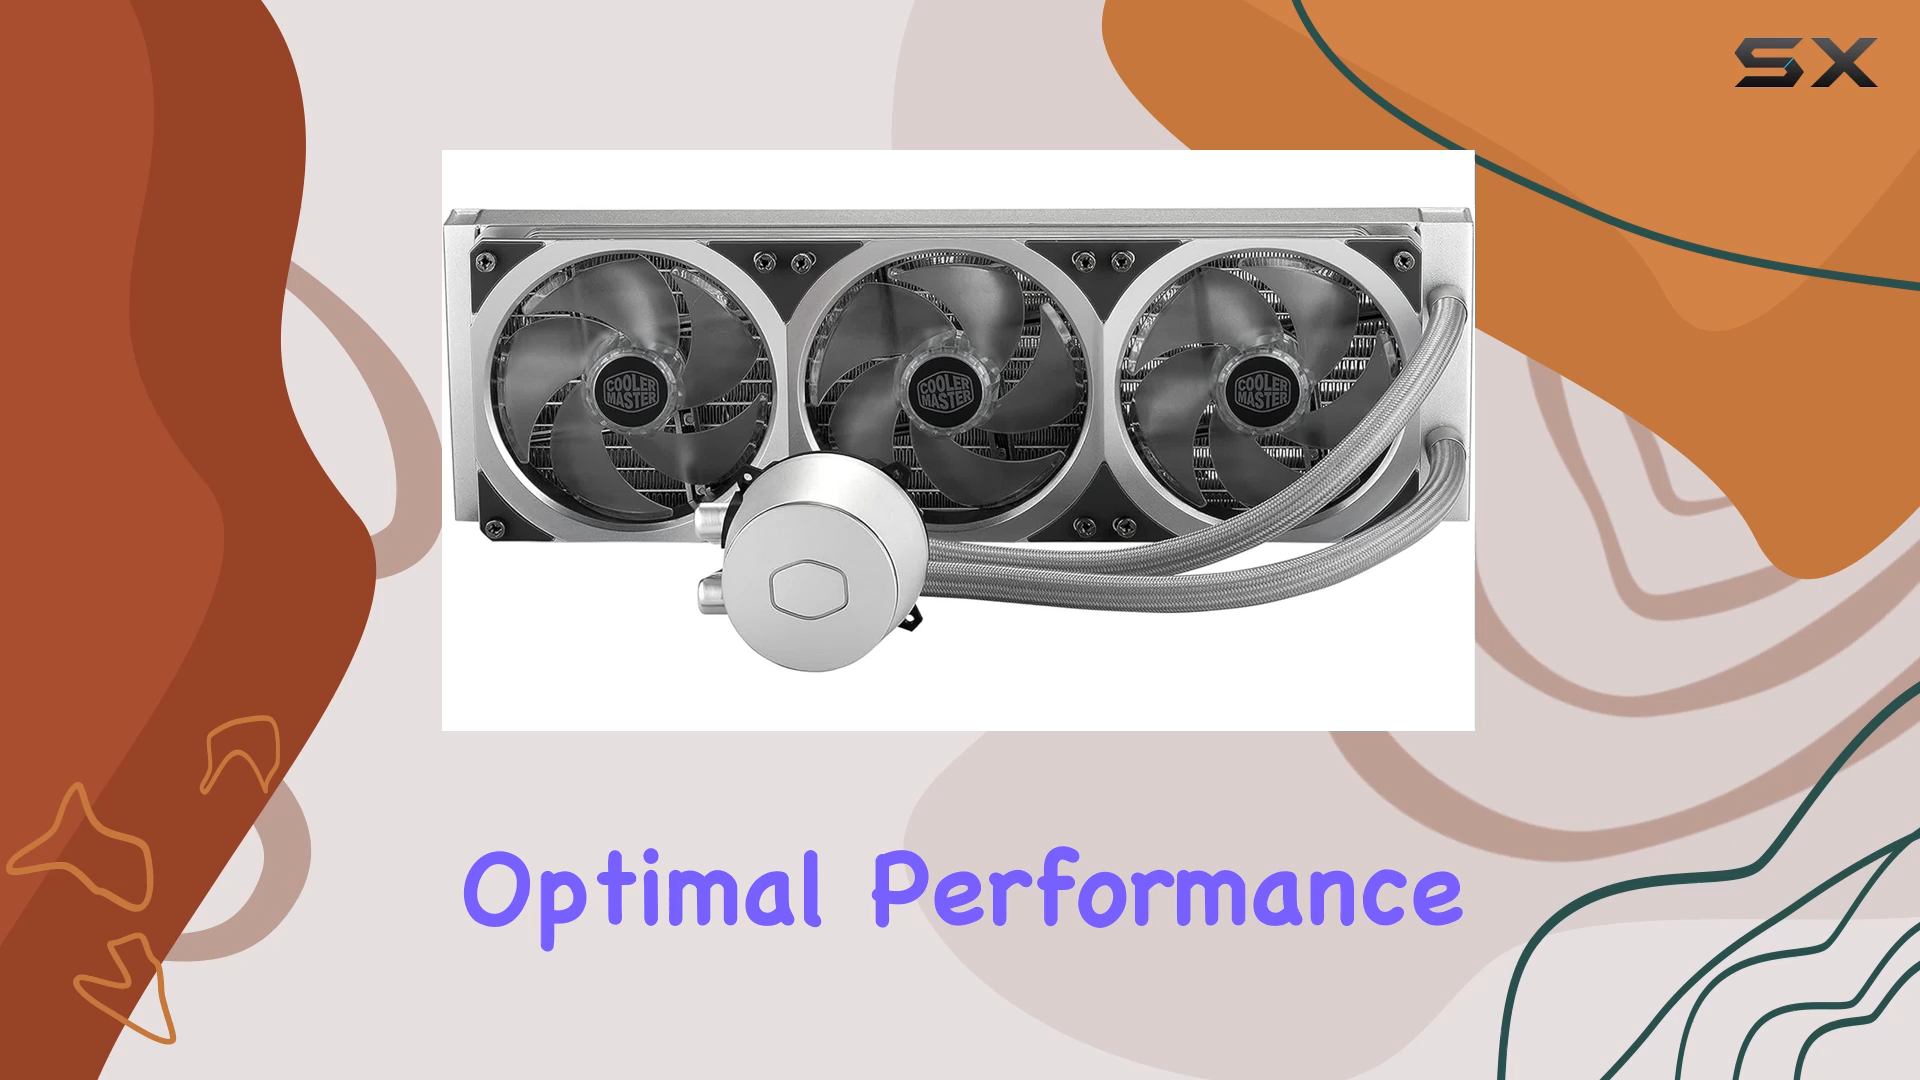 SX
COOLER
MASTER
COOLER
MASTER
COOLER
MASTER
Optimal Performance